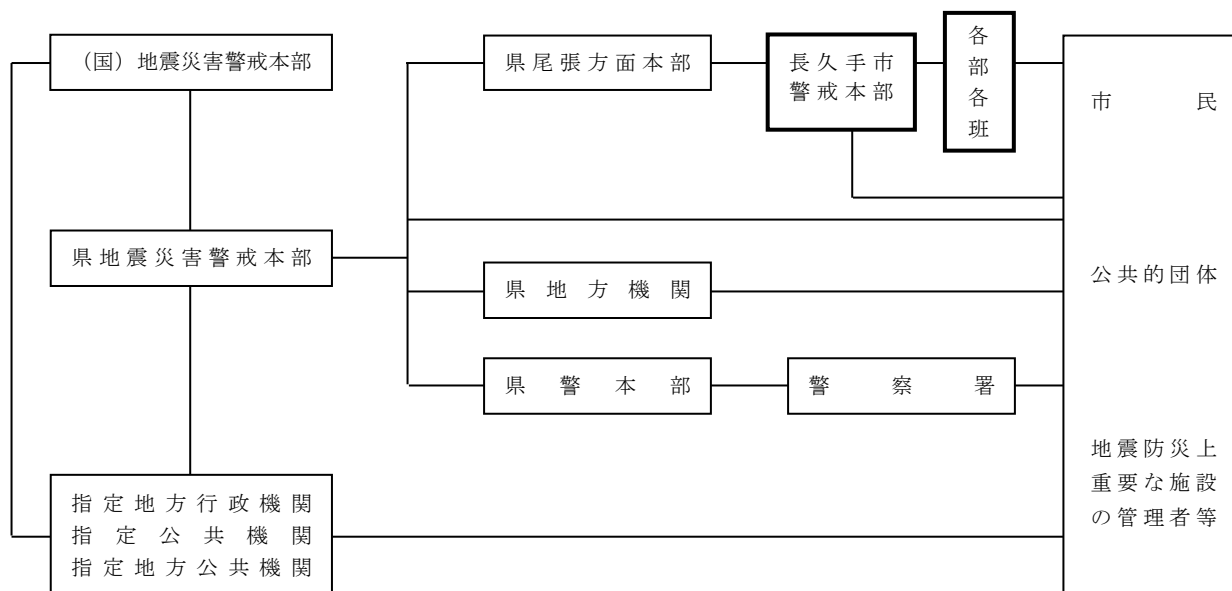 （国）地震災害警戒本部
県尾張方面本部
長久手市
警戒本部
各部各班
市民
県地震災害警戒本部
県地方機関
公共的団体
県警本部
警察署
指定地方行政機関
指定公共機関
指定地方公共機関
地震防災上
重要な施設
の管理者等